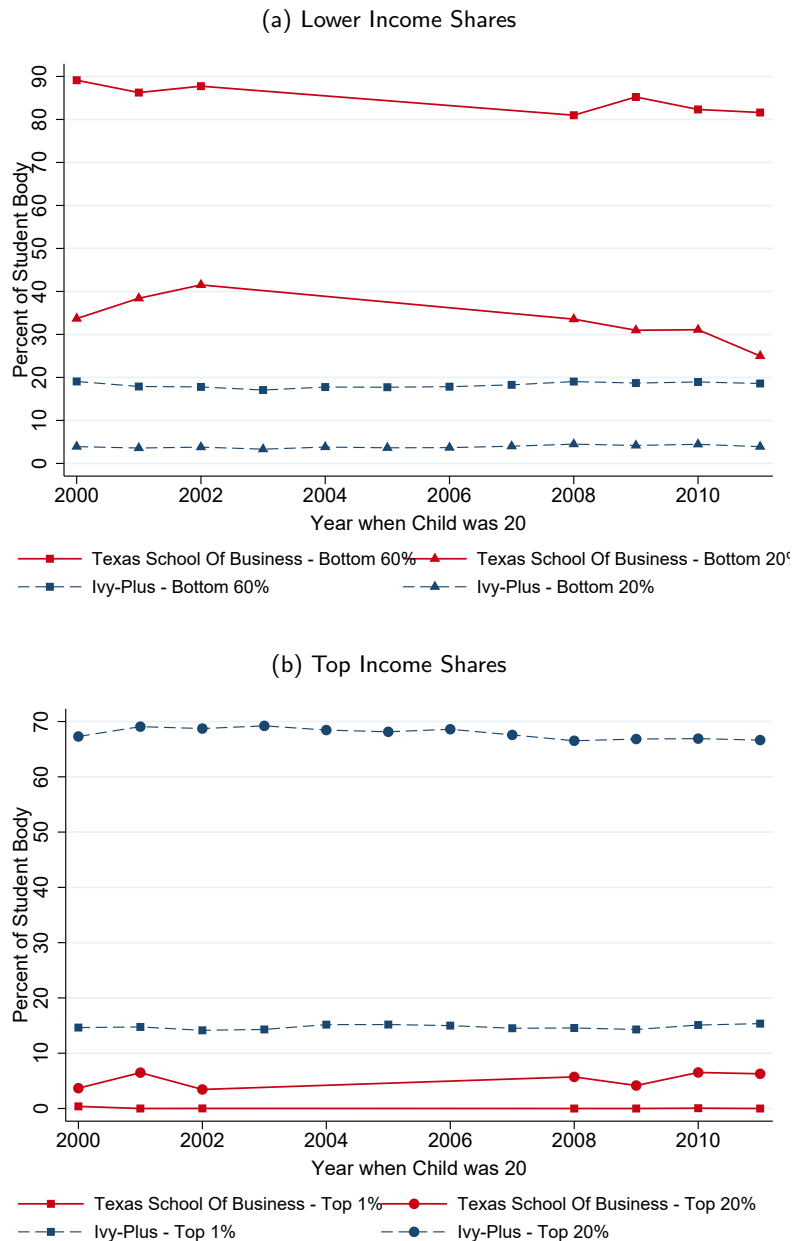 (a) Lower Income Shares
Percent of Student Body
90
80
70
60
50
40
30
20
10
0
2000 2002 2004 2006 2008 2010
Year when Child was 20
Texas School Of Business - Bottom 60% Texas School Of Business - Bottom 20%
Ivy-Plus - Bottom 60% Ivy-Plus - Bottom 20%
(b) Top Income Shares
Percent of Student Body
70
60
50
40
30
20
10
0
2000 2002 2004 2006 2008 2010
Year when Child was 20
Texas School Of Business - Top 1% Texas School Of Business - Top 20%
Ivy-Plus - Top 1% Ivy-Plus - Top 20%